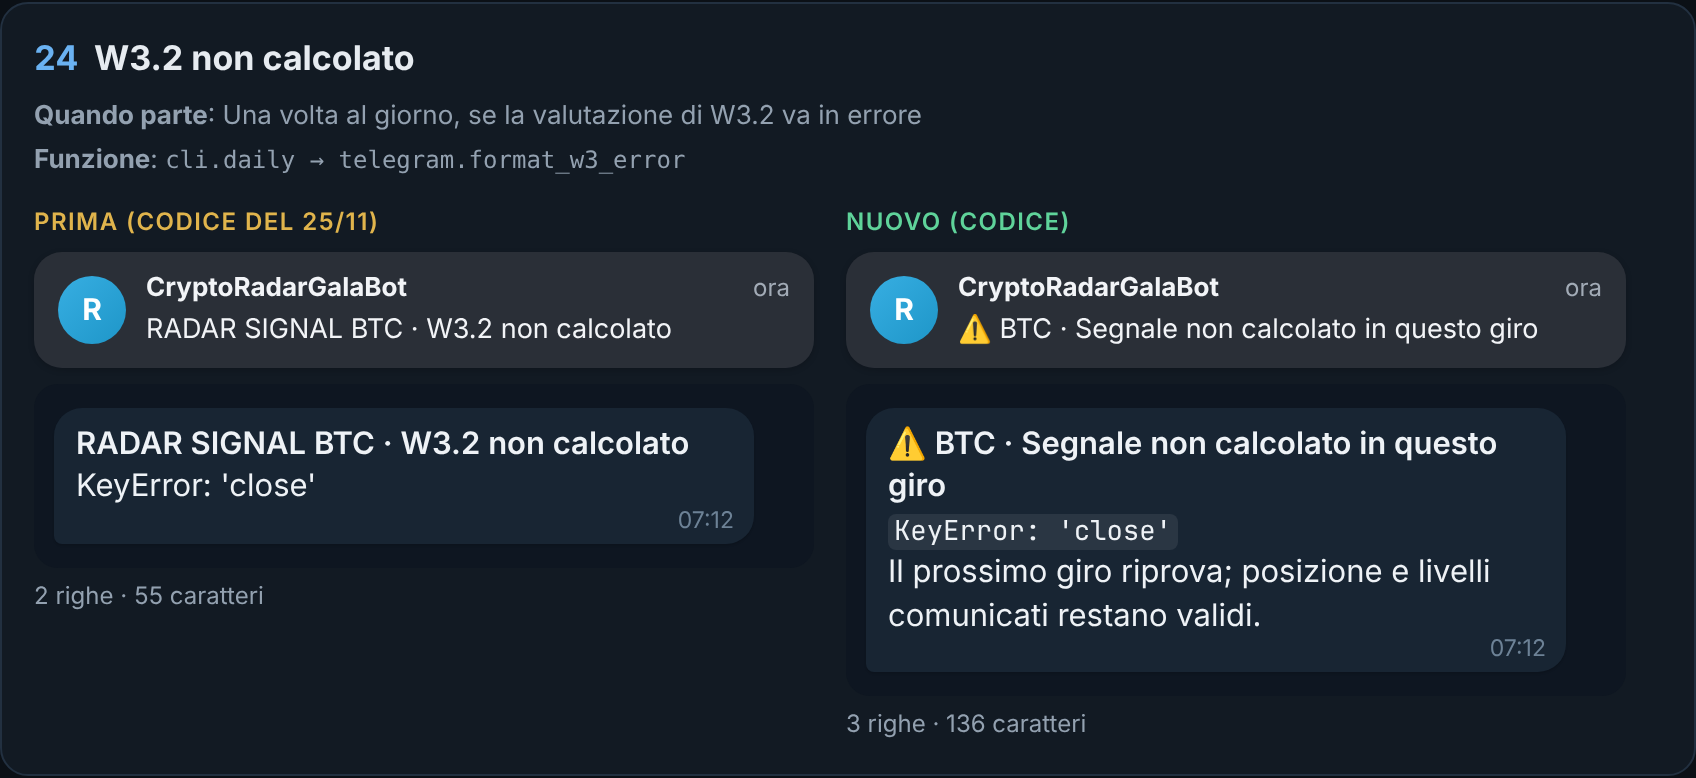 24 W3.2 non calcolato
Quando parte: Una volta al giorno, se la valutazione di W3.2 va in errore
Funzione: cli.daily → telegram.format_w3_error
PRIMA (CODICE DEL 25/11)
R
CryptoRadarGalaBot
ora
RADAR SIGNAL BTC · W3.2 non calcolato
RADAR SIGNAL BTC · W3.2 non calcolato
KeyError: 'close'
07:12
2 righe · 55 caratteri
NUOVO (CODICE)
R
CryptoRadarGalaBot
ora
⚠️ BTC · Segnale non calcolato in questo giro
⚠️ BTC · Segnale non calcolato in questo
giro
KeyError: 'close'
Il prossimo giro riprova; posizione e livelli
comunicati restano validi.
07:12
3 righe · 136 caratteri